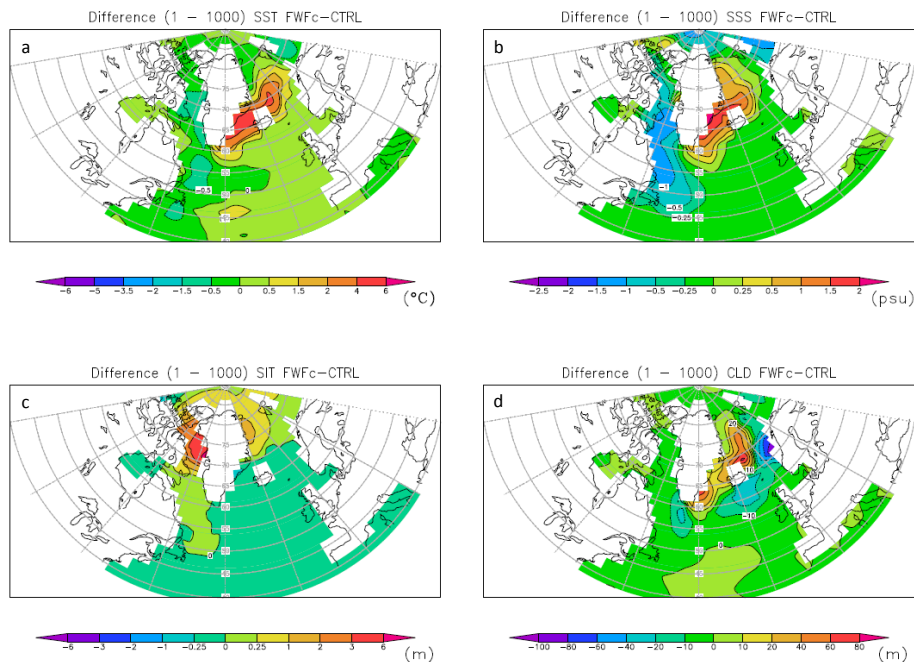 Difference (1 - 1000) SST FWFc-CTRL
a
-0.5
0
-6 -5 -3.5 -2 -1 -0.5 0 0.5 1 2 4 6
(°C)
Difference (1 - 1000) SSS FWFc-CTRL
b
-1
-0.5
-0.25
-2.5 -2 -1.5 -1 -0.5 -0.25 0 0.25 0.5 1 1.5 2
(psu)
Difference (1 - 1000) SIT FWFc-CTRL
c
0
-6 -3 -2 -1 -0.25 0 0.25 1 2 3 6
(m)
Difference (1 - 1000) CLD FWFc-CTRL
d
20
-10
0
-100 -80 -60 -40 -20 -10 0 10 20 40 60 80
(m)